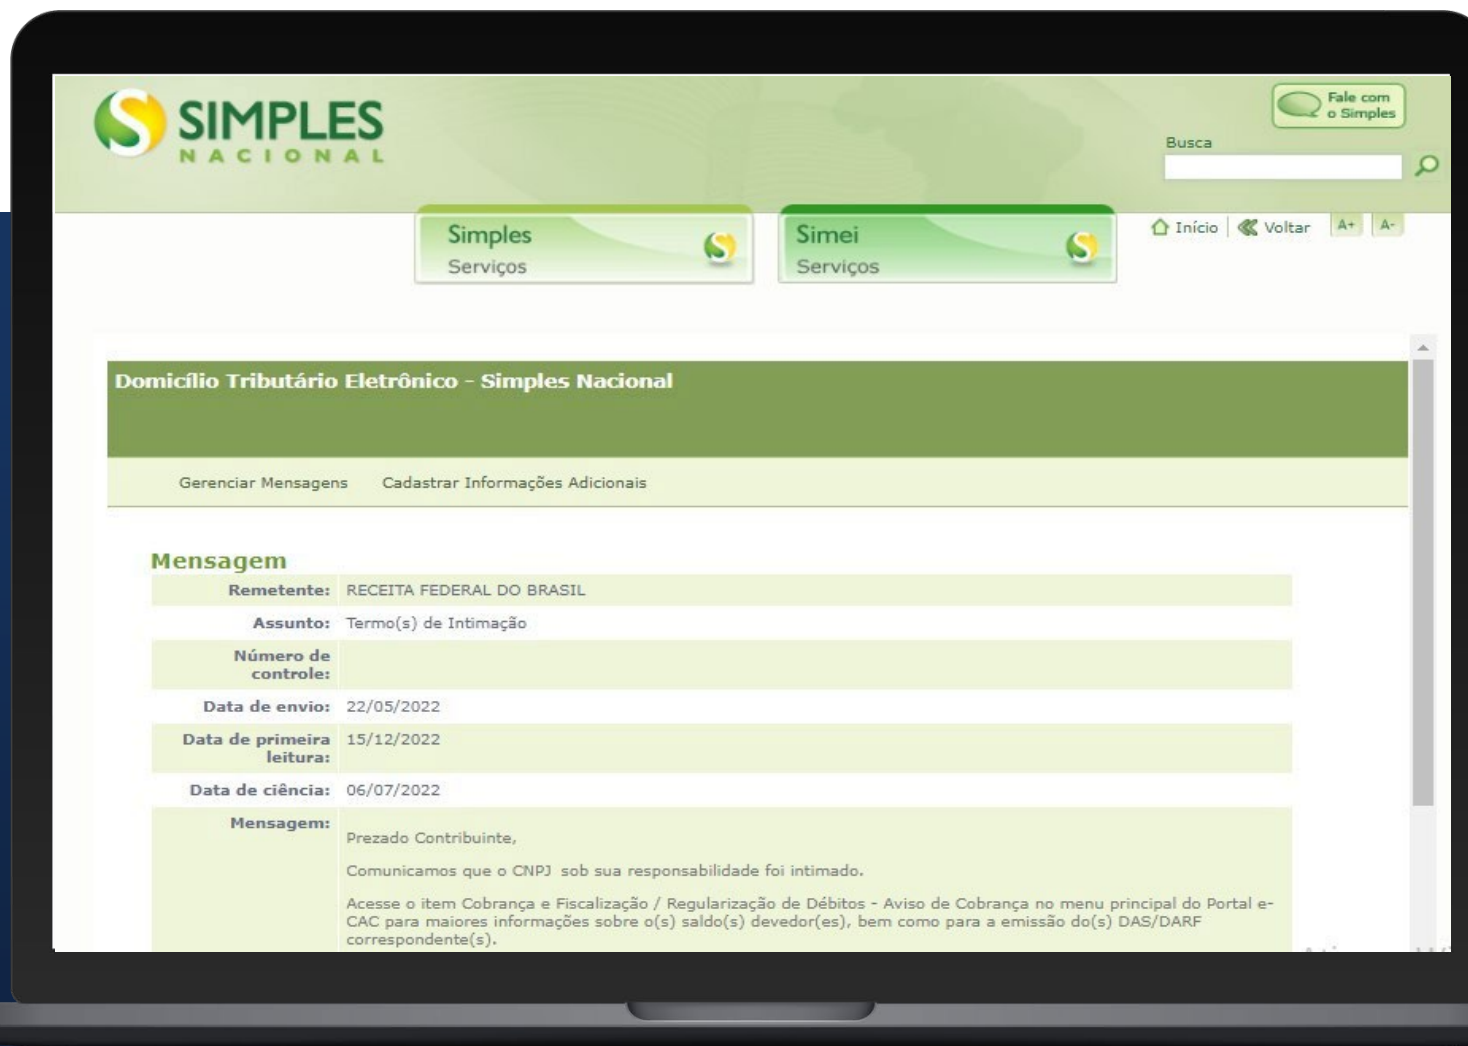 SIMPLES
NACIONAL
Fale com
o Simples
Busca
Simples
Serviços
Simei
Serviços
Início
Voltar
A+
A-
Domicílio Tributário Eletrônico - Simples Nacional
Gerenciar Mensagens
Cadastrar Informações Adicionais
Mensagem
Remetente: RECEITA FEDERAL DO BRASIL
Assunto: Termo(s) de Intimação
Número de
controle:
Data de envio: 22/05/2022
Data de primeira 15/12/2022
leitura:
Data de ciência: 06/07/2022
Mensagem:
Prezado Contribuinte,
Comunicamos que o CNPJ sob sua responsabilidade foi intimado.
Acesse o item Cobrança e Fiscalização / Regularização de Débitos - Aviso de Cobrança no menu principal do Portal e-
CAC para maiores informações sobre o(s) saldo(s) devedor(es), bem como para a emissão do(s) DAS/DARF
correspondente(s).